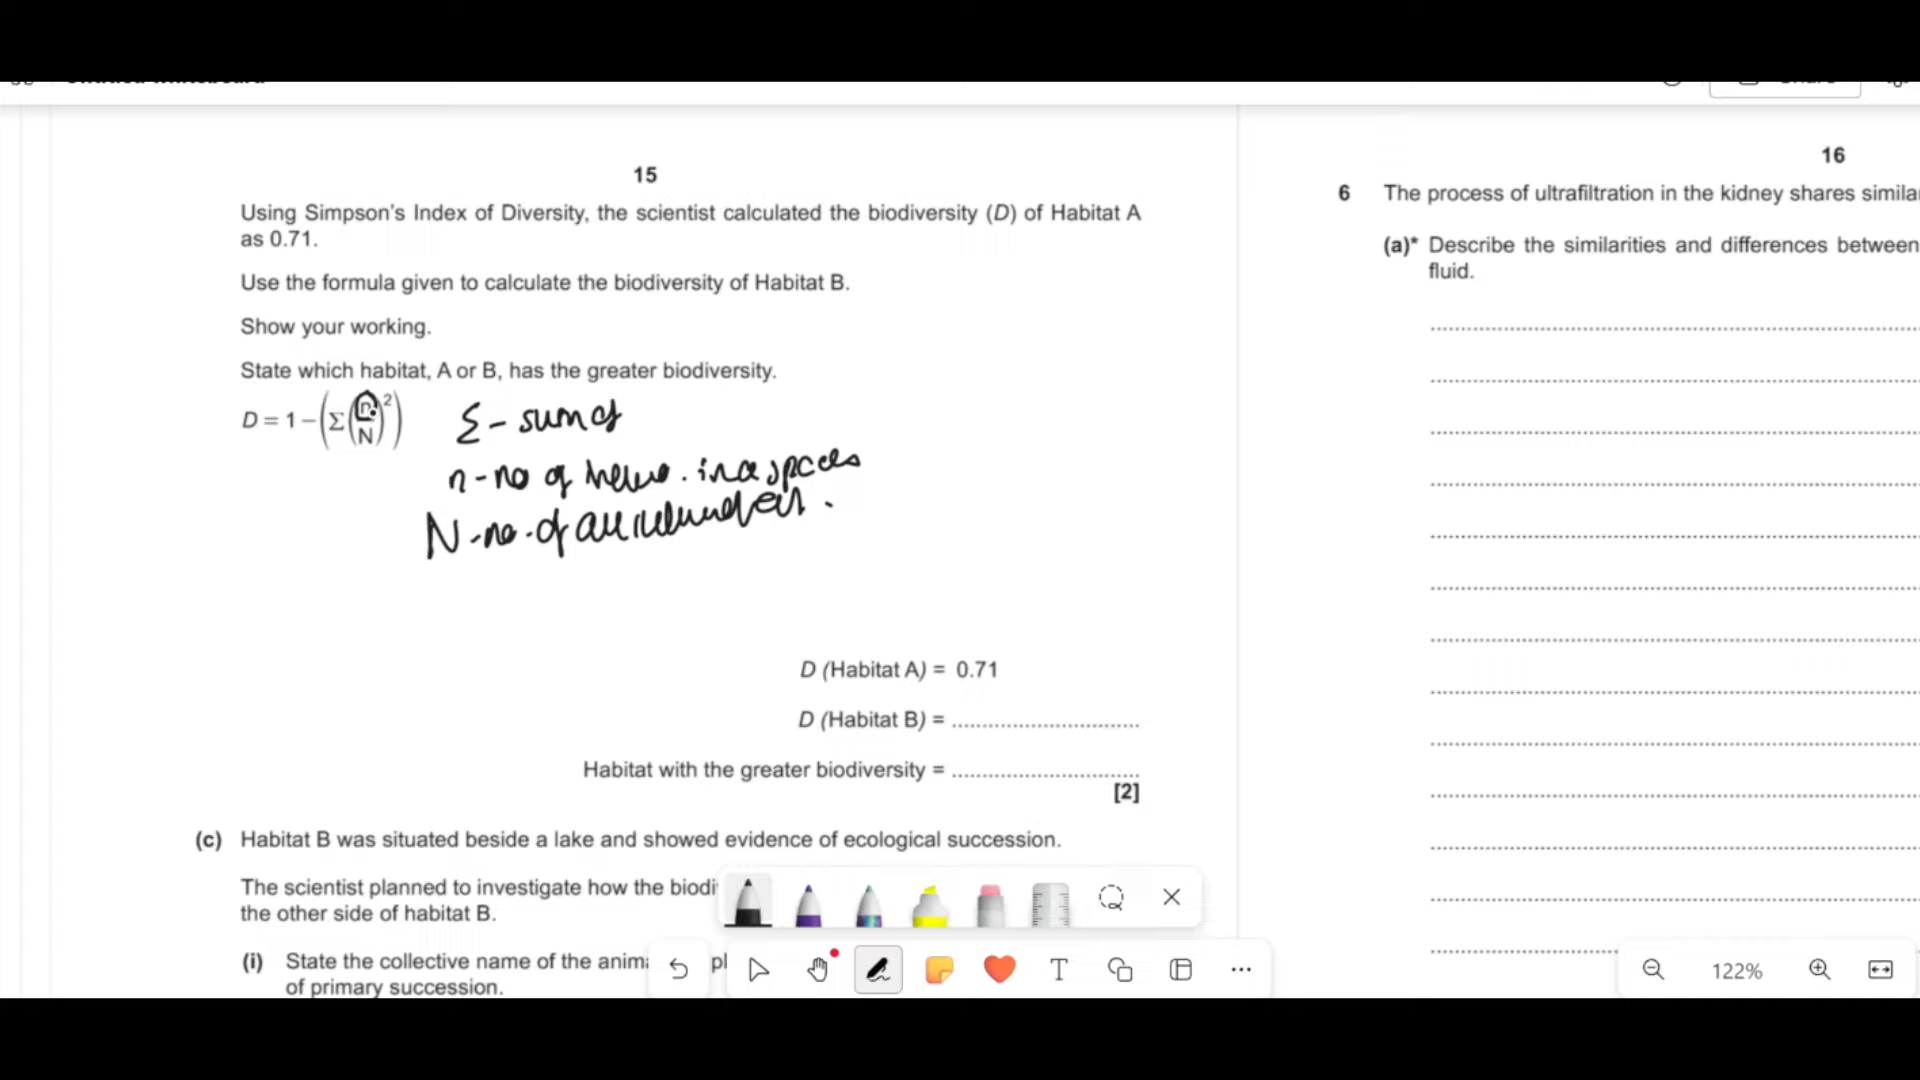 15
Using Simpson's Index of Diversity, the scientist calculated the biodiversity (D) of Habitat A
as 0.71.
Use the formula given to calculate the biodiversity of Habitat B.
Show your working.
State which habitat, A or B, has the greater biodiversity.
D = 1 − (Σ(n/N)²)
Σ - sum of
n - no of in a
N - no. of all
D (Habitat A) = 0.71
D (Habitat B) =
Habitat with the greater biodiversity =
[2]
(c) Habitat B was situated beside a lake and showed evidence of ecological succession.
The scientist planned to investigate how the biodi
the other side of habitat B.
(i) State the collective name of the anima pl
of primary succession.
16
6 The process of ultrafiltration in the kidney shares simila
(a)* Describe the similarities and differences between
fluid.
T
122%